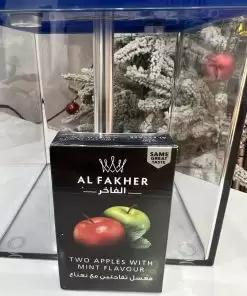 SAME
GREAT
TASTE
AL FAKHER
الفاخر
TWO APPLES WITH
MINT FLAVOUR
معسل تفاحتين مع نعناع